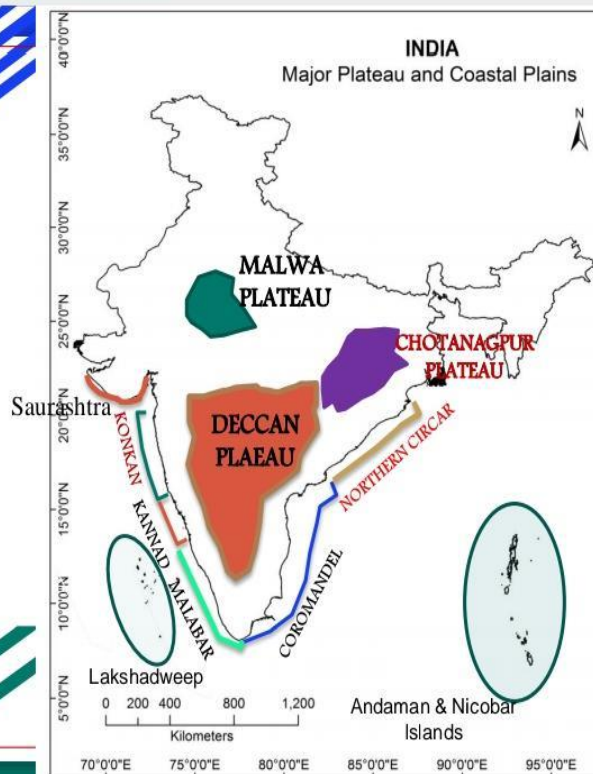 INDIA
Major Plateau and Coastal Plains
N
40°0'0"N
35°0'0"N
30°0'0"N
25°0'0"N
20°0'0"N
15°0'0"N
10°0'0"N
5°0'0"N
MALWA
PLATEAU
CHOTANAGPUR
PLATEAU
Saurashtra
DECCAN
PLAEAU
KONKAN
NORTHERN CIRCAR
KANNAD
MALABAR
COROMANDEL
Lakshadweep
Andaman & Nicobar
Islands
0 200 400 800 1,200
Kilometers
70°0'0"E 75°0'0"E 80°0'0"E 85°0'0"E 90°0'0"E 95°0'0"E